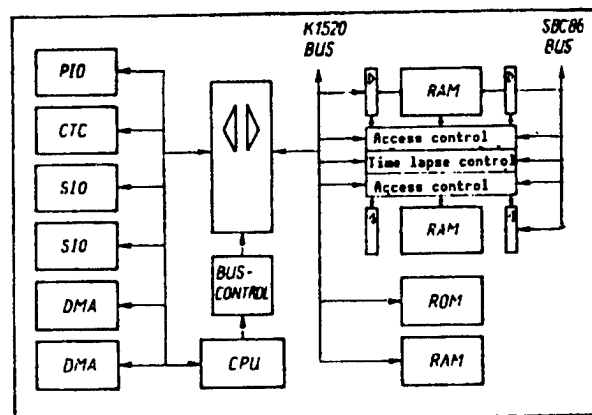 K1520
BUS
SBC86
BUS
PIO
CTC
SIO
SIO
DMA
DMA
BUS-
CONTROL
CPU
RAM
Access control
Time lapse control
Access control
RAM
ROM
RAM